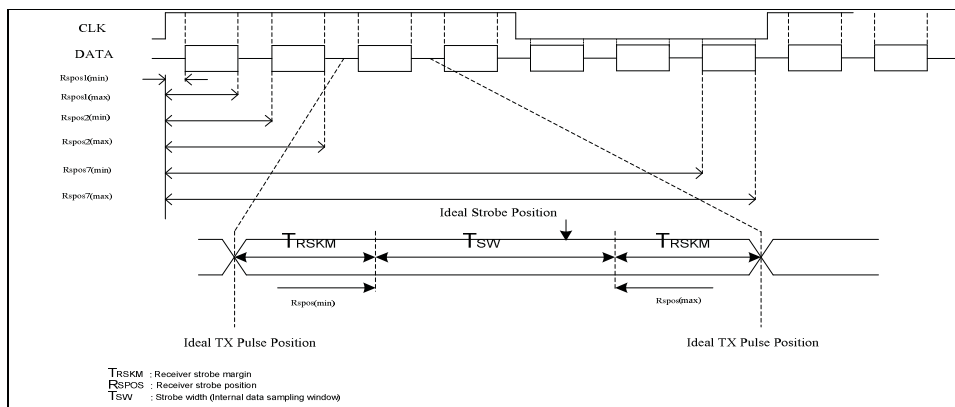 CLK
DATA
Rspos1(min)
Rspos1(max)
Rspos2(min)
Rspos2(max)
Rspos7(min)
Rspos7(max)
Ideal Strobe Position
TRSKM TSW TRSKM
Rspos(min) Rspos(max)
Ideal TX Pulse Position Ideal TX Pulse Position
TRSKM : Receiver strobe margin
RSPOS : Receiver strobe position
TSW : Strobe width (Internal data sampling window)